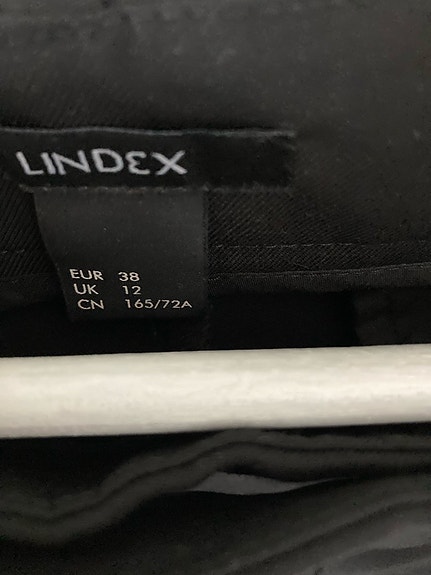 LINDEX
EUR 38
UK 12
CN 165/72A